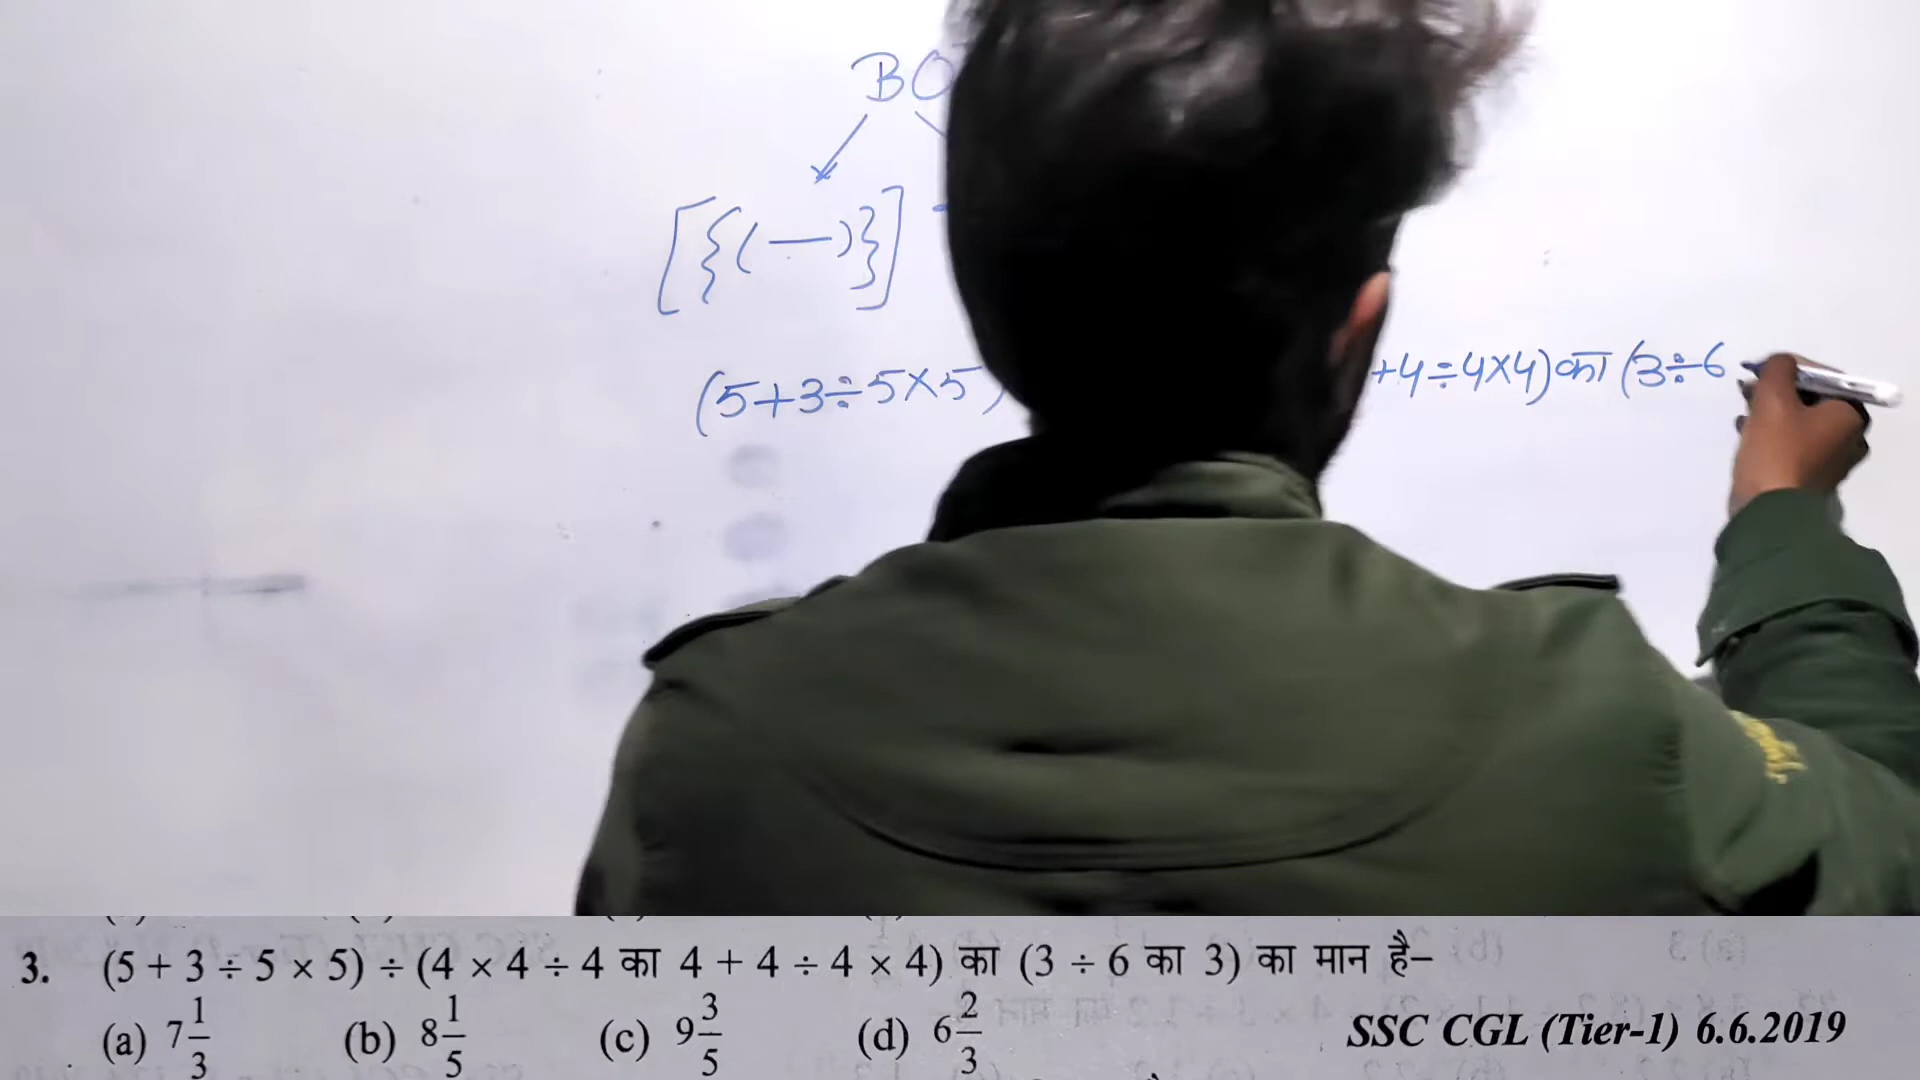 BO
[{(—)}]
(5+3÷5×5) +4÷4×4) का (3÷6
3. (5 + 3 ÷ 5 × 5) ÷ (4 × 4 ÷ 4 का 4 + 4 ÷ 4 × 4) का (3 ÷ 6 का 3) का मान है–
(a) 7 1/3 (b) 8 1/5 (c) 9 3/5 (d) 6 2/3
SSC CGL (Tier-1) 6.6.2019